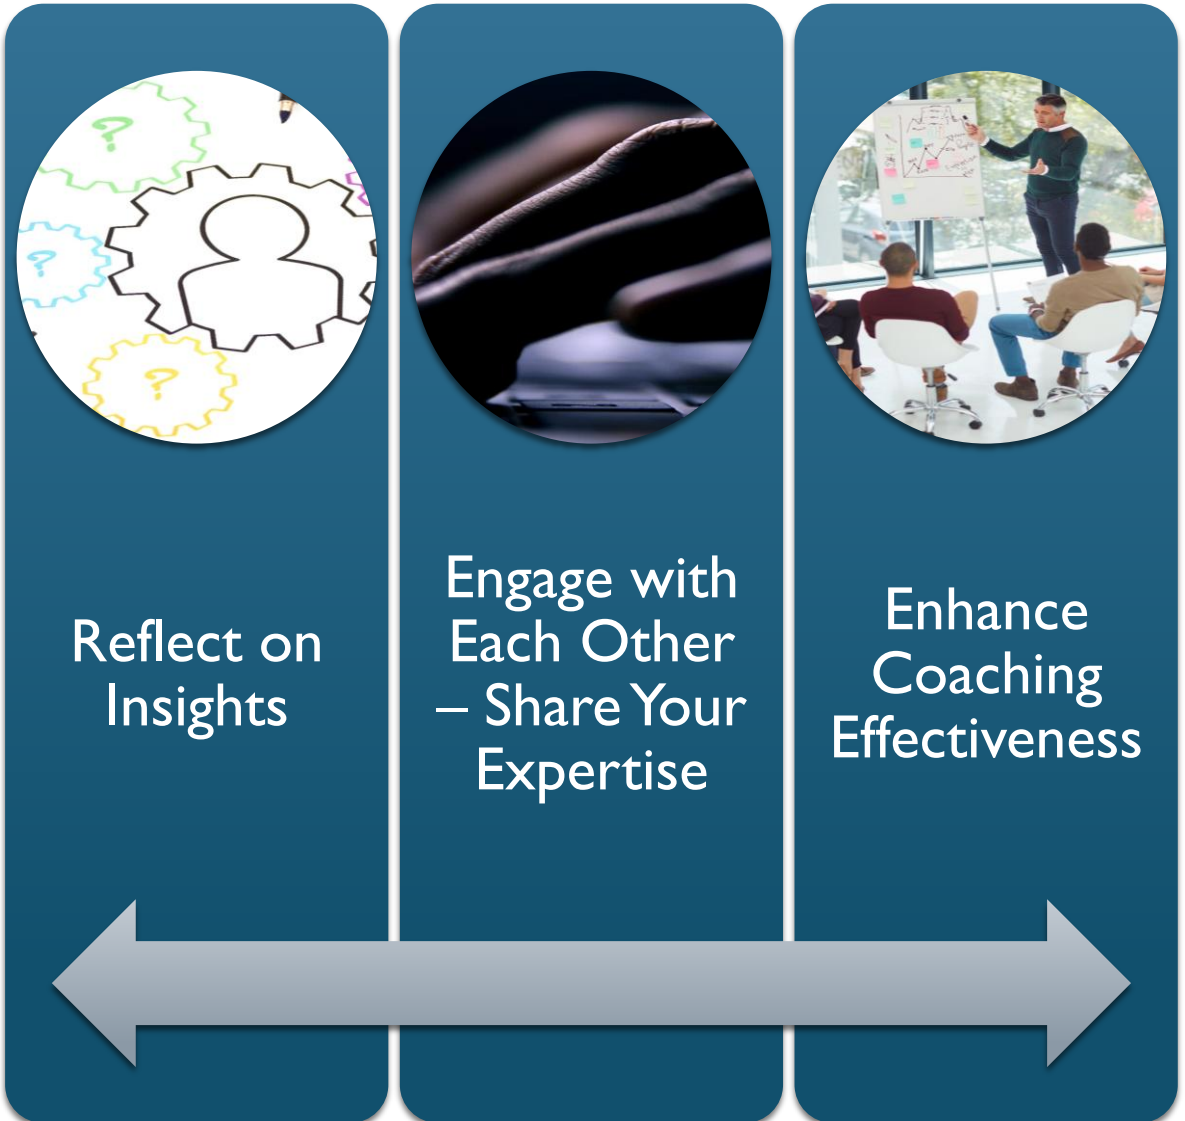 Reflect on
Insights
Engage with
Each Other
– Share Your
Expertise
Enhance
Coaching
Effectiveness
?
?
?